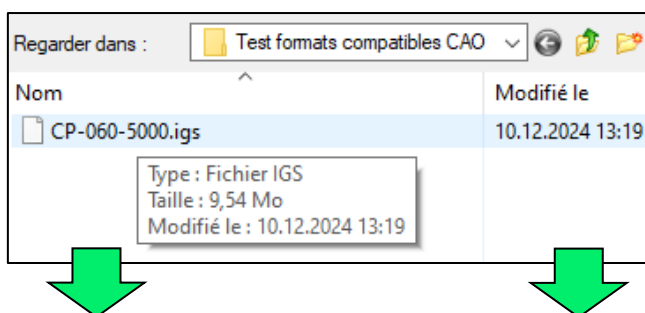 Regarder dans : Test formats compatibles CAO
Nom Modifié le
CP-060-5000.igs 10.12.2024 13:19
Type : Fichier IGS
Taille : 9,54 Mo
Modifié le : 10.12.2024 13:19